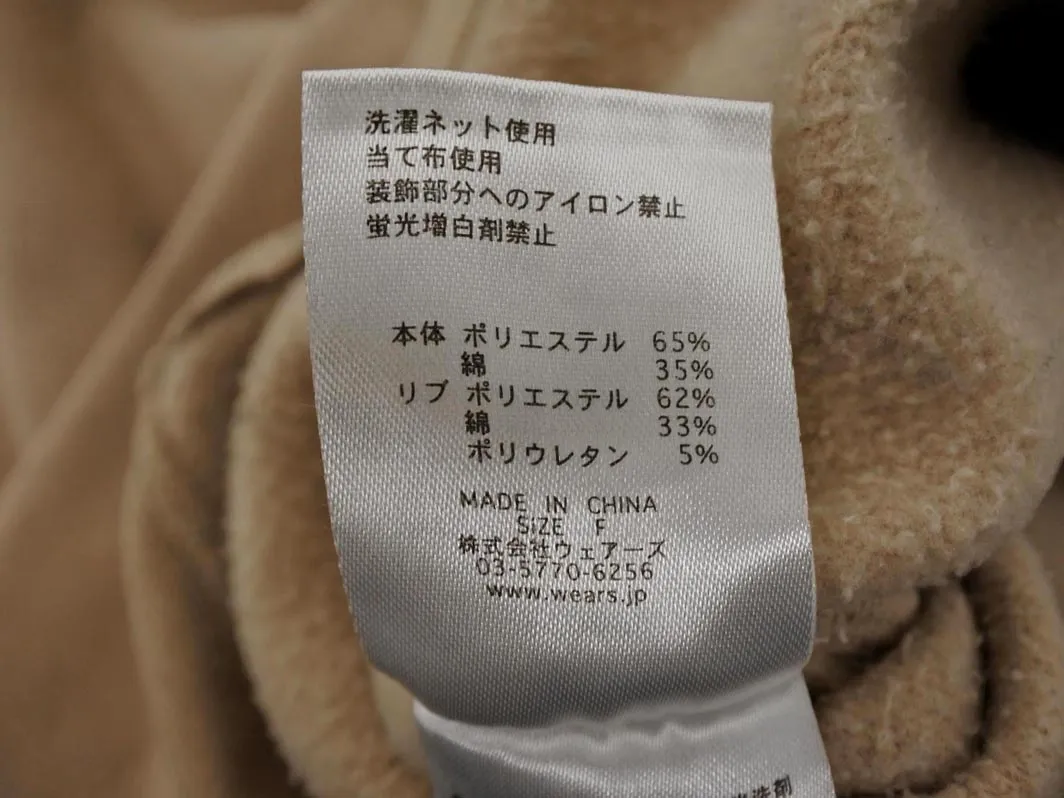 洗濯ネット使用
当て布使用
装飾部分へのアイロン禁止
蛍光増白剤禁止
本体 ポリエステル 65%
綿 35%
リブ ポリエステル 62%
綿 33%
ポリウレタン 5%
MADE IN CHINA
SIZE F
株式会社ウェアーズ
03-5770-6256
www.wears.jp
洗剤